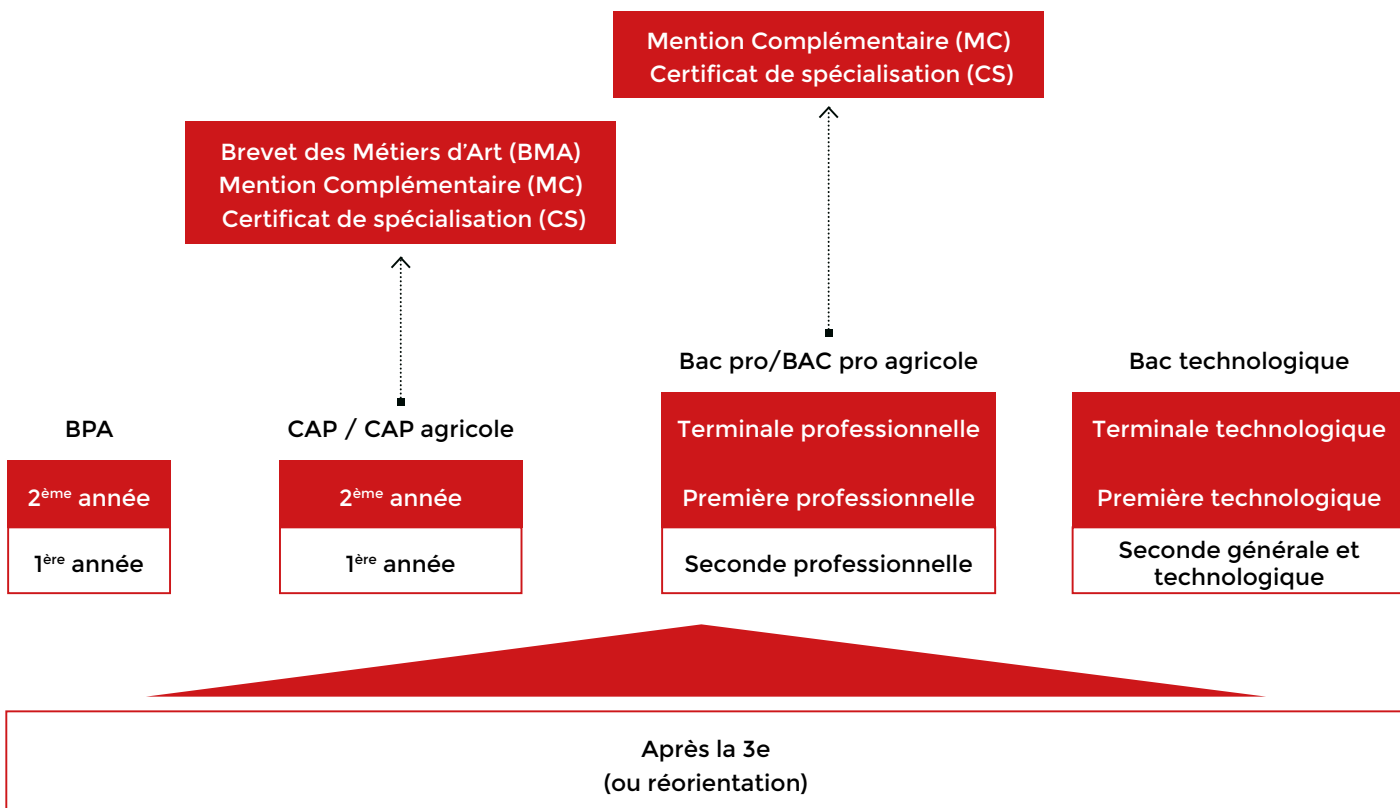 Mention Complémentaire (MC)
Certificat de spécialisation (CS)
Brevet des Métiers d'Art (BMA)
Mention Complémentaire (MC)
Certificat de spécialisation (CS)
BPA
2ème année
1ère année
CAP / CAP agricole
2ème année
1ère année
Bac pro/BAC pro agricole
Terminale professionnelle
Première professionnelle
Seconde professionnelle
Bac technologique
Terminale technologique
Première technologique
Seconde générale et
technologique
Après la 3e
(ou réorientation)